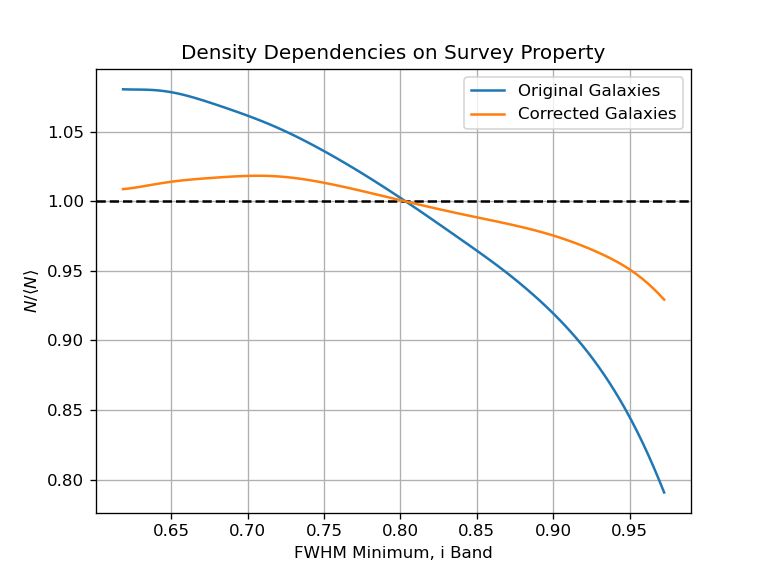 Density Dependencies on Survey Property
Original Galaxies
Corrected Galaxies
N/⟨N⟩
1.05
1.00
0.95
0.90
0.85
0.80
0.65 0.70 0.75 0.80 0.85 0.90 0.95
FWHM Minimum, i Band